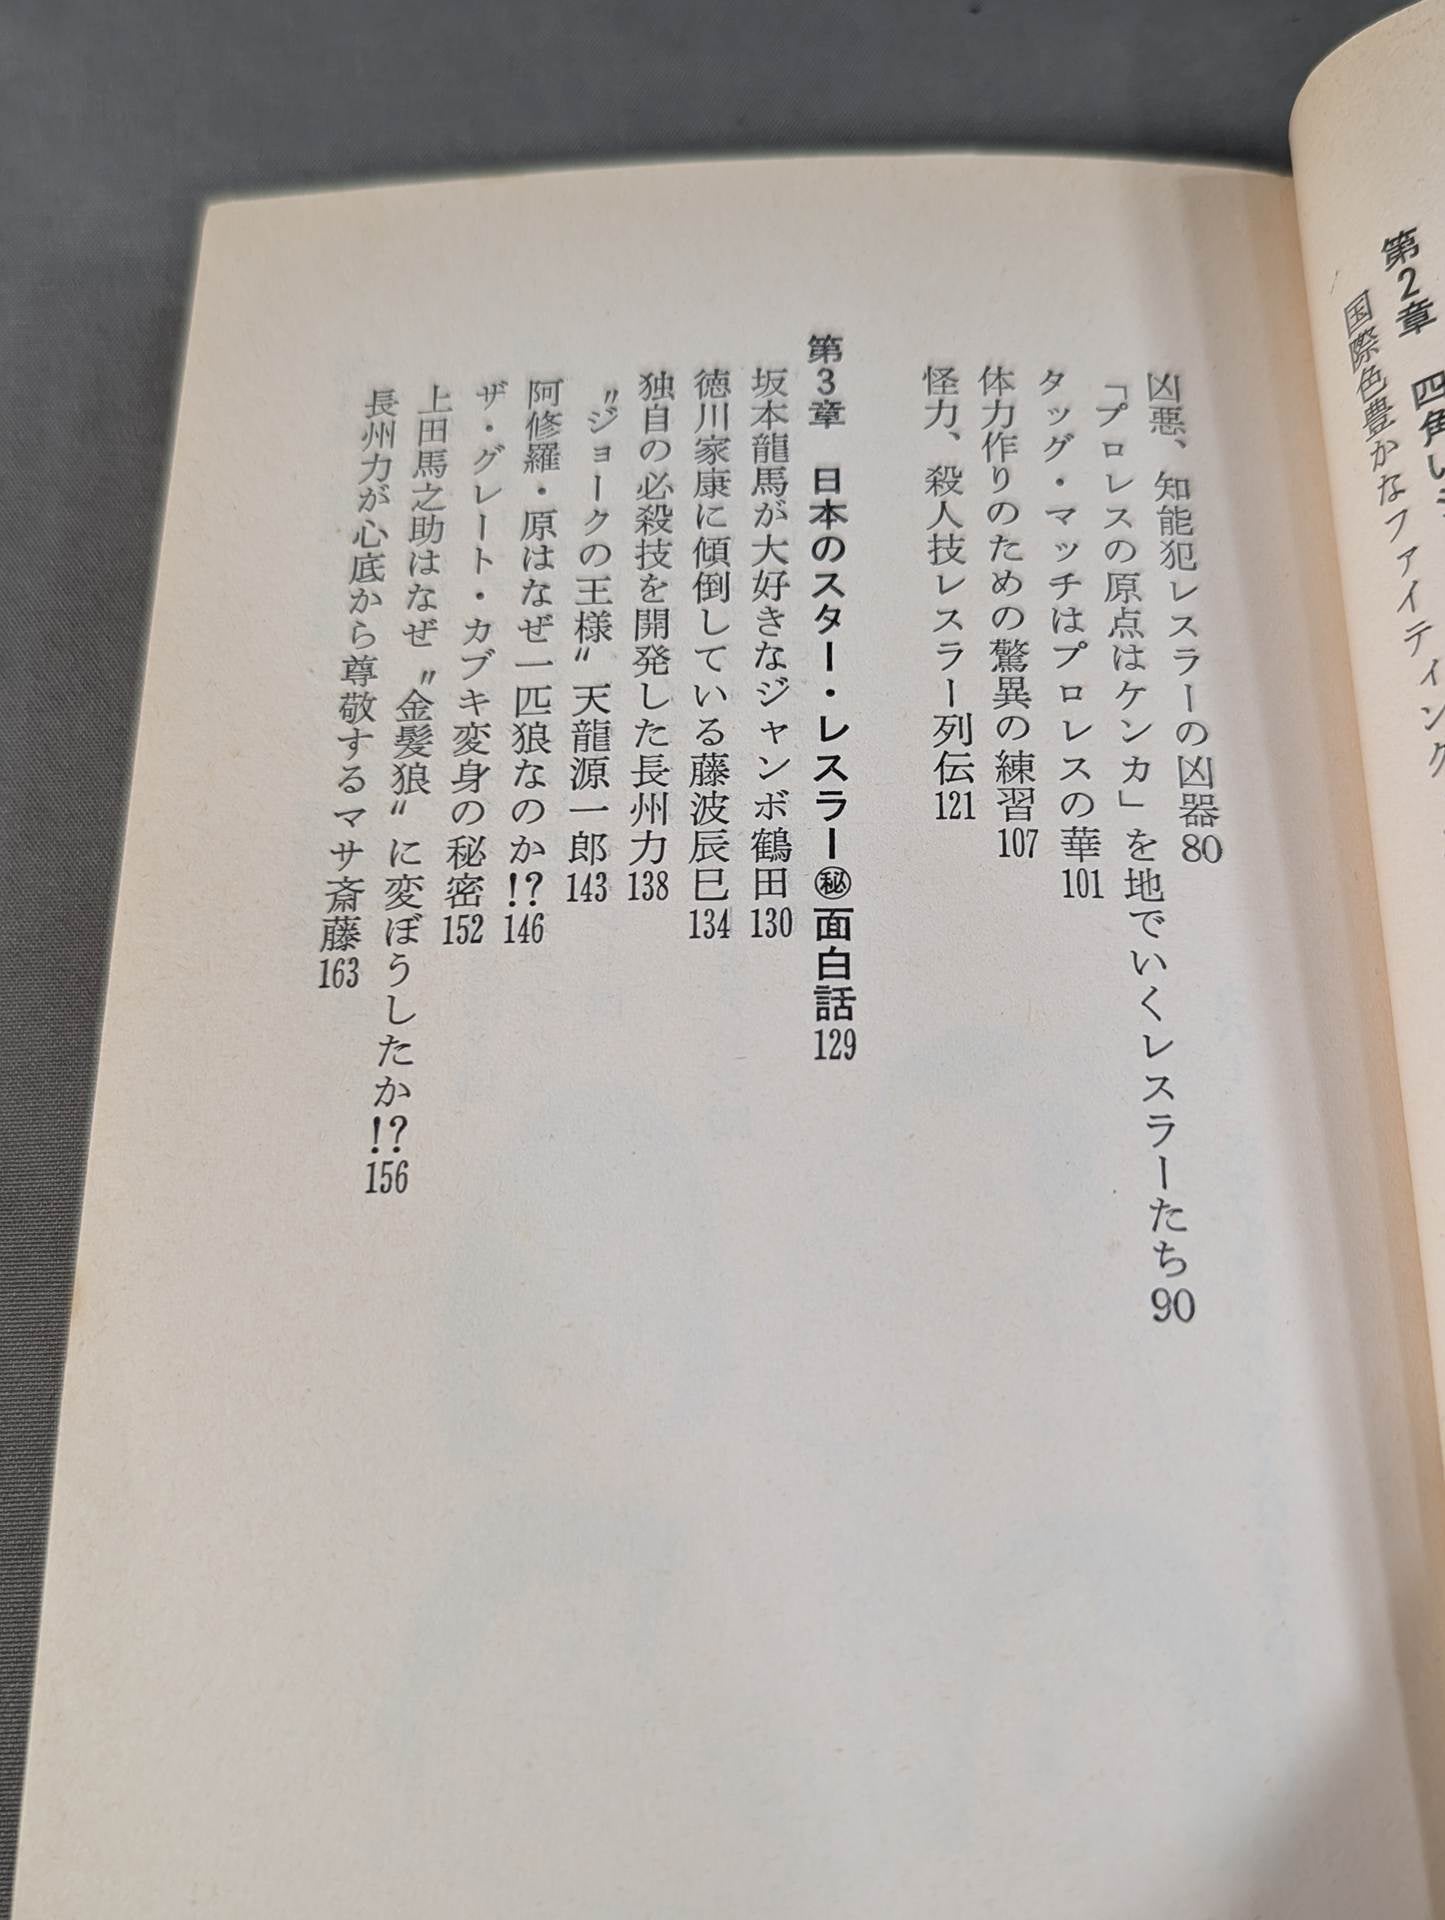 第2章 四角い
国際色豊かなファイティング
凶悪、知能犯レスラーの凶器80
「プロレスの原点はケンカ」を地でいくレスラーたち90
タッグ・マッチはプロレスの華101
体力作りのための驚異の練習107
怪力、殺人技レスラー列伝121
第3章 日本のスター・レスラー㊙面白話129
坂本龍馬が大好きなジャンボ鶴田130
徳川家康に傾倒している藤波辰巳134
独自の必殺技を開発した長州力138
〝ジョークの王様〟天龍源一郎143
阿修羅・原はなぜ一匹狼なのか!?146
ザ・グレート・カブキ変身の秘密152
上田馬之助はなぜ〝金髪狼〟に変ぼうしたか!?156
長州力が心底から尊敬するマサ斎藤163